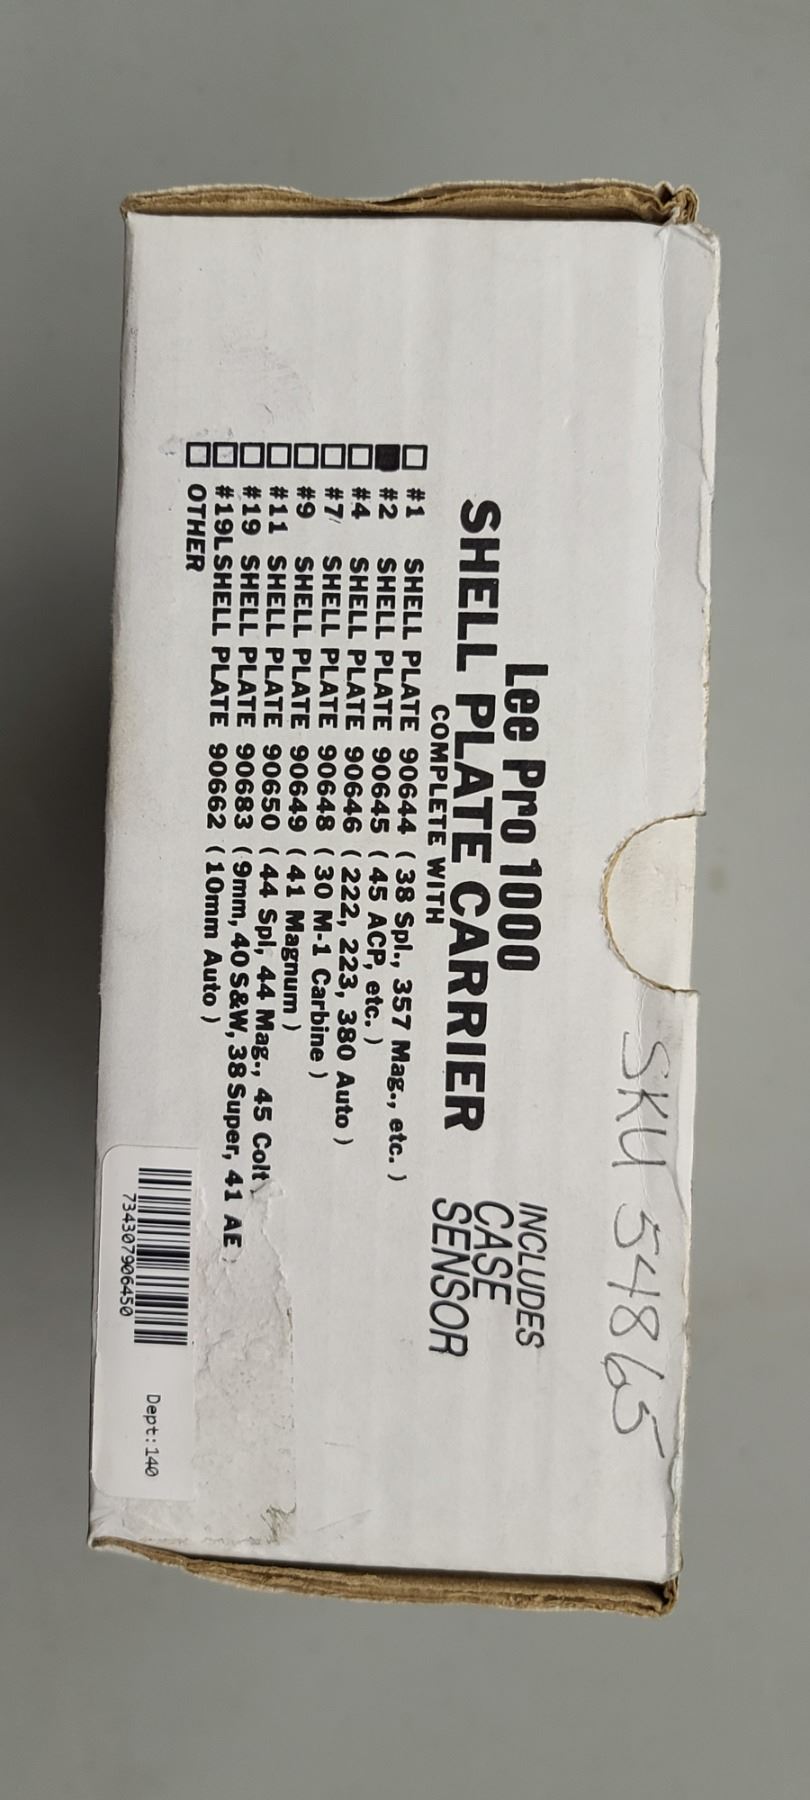 SKU 54865
Lee Pro 1000
SHELL PLATE CARRIER
COMPLETE WITH
INCLUDES
CASE
SENSOR
#1 SHELL PLATE 90644 ( 38 Spl., 357 Mag., etc. )
#2 SHELL PLATE 90645 ( 45 ACP, etc. )
#4 SHELL PLATE 90646 ( 222, 223, 380 Auto )
#7 SHELL PLATE 90648 ( 30 M-1 Carbine )
#9 SHELL PLATE 90649 ( 41 Magnum )
#11 SHELL PLATE 90650 ( 44 Spl, 44 Mag., 45 Colt )
#19 SHELL PLATE 90683 ( 9mm, 40 S&W, 38 Super, 41 AE )
#19L SHELL PLATE 90662 ( 10mm Auto )
OTHER
734307906450
Dept:140